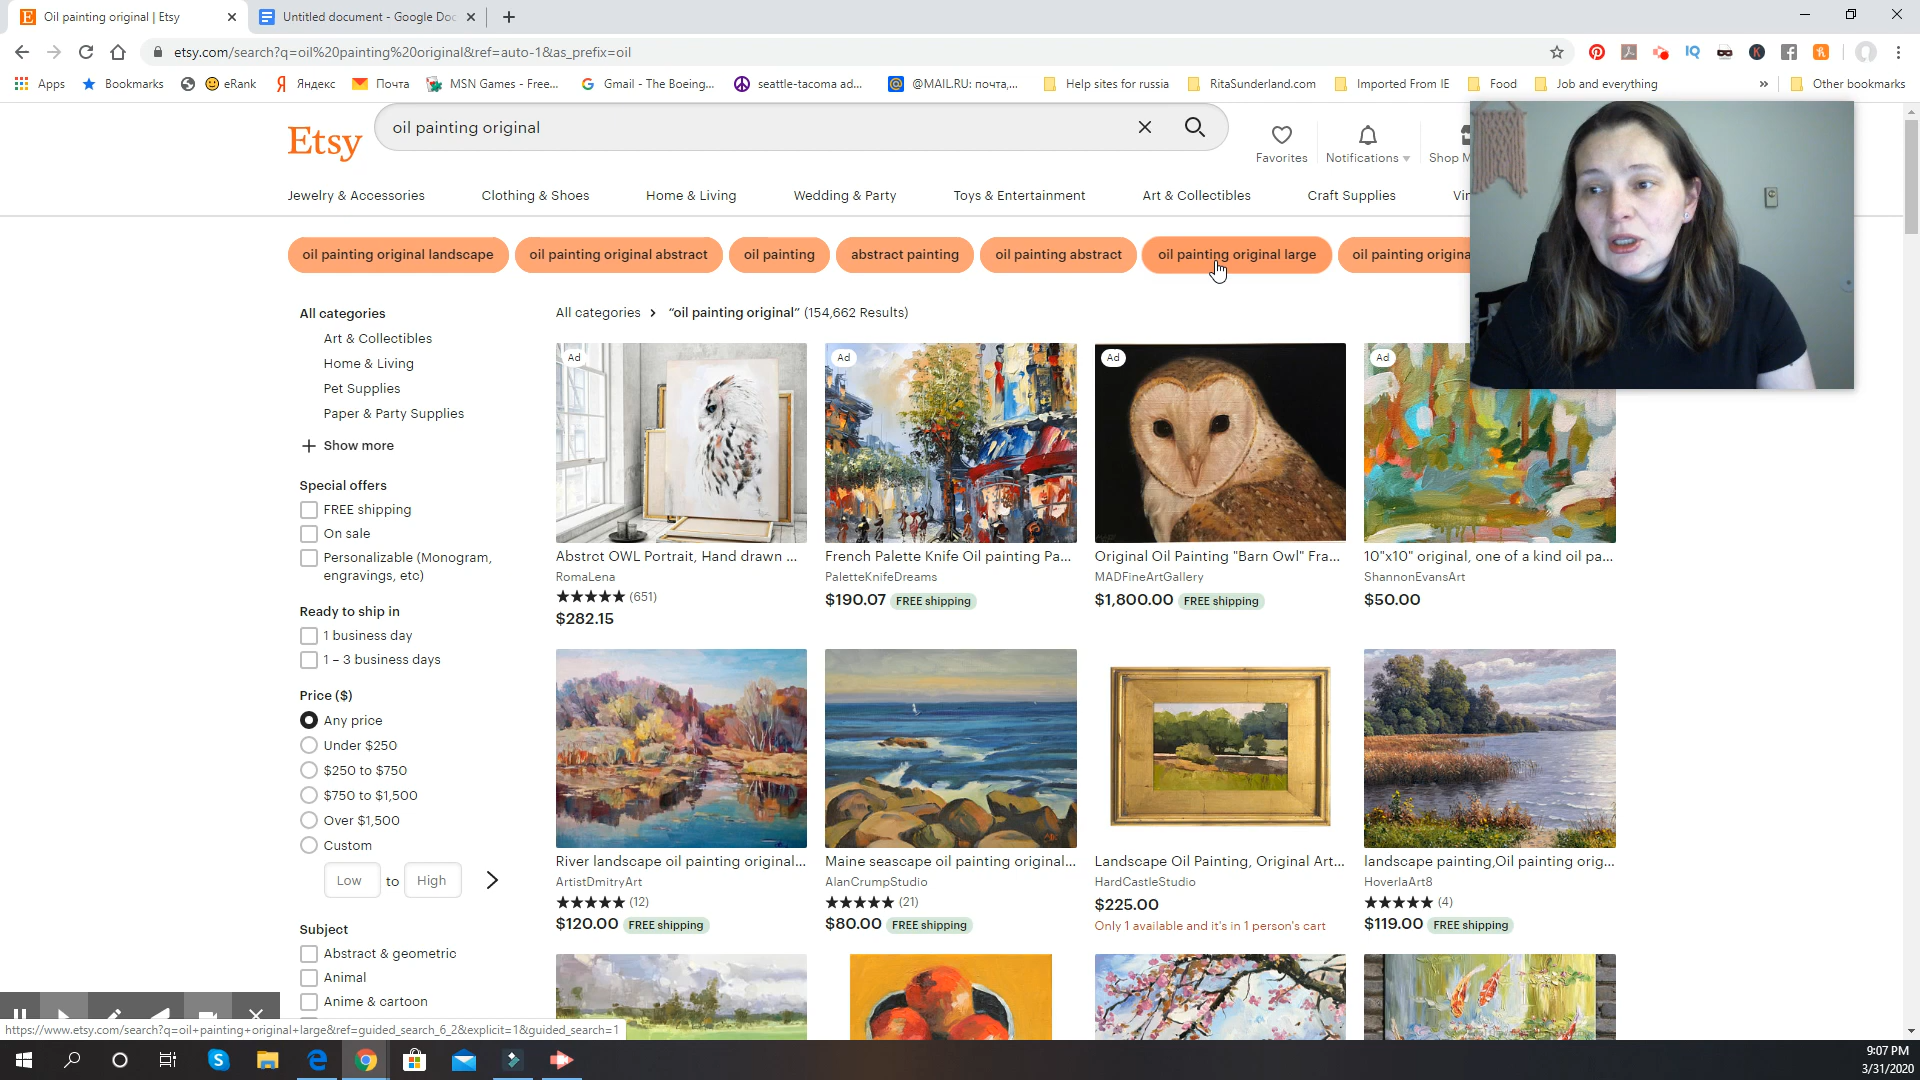 Oil painting original | Etsy
Untitled document - Google Doc
etsy.com/search?q=oil%20painting%20original&ref=auto-1&as_prefix=oil
Apps
Bookmarks
eRank
Яндекс
Почта
MSN Games - Free...
Gmail - The Boeing...
seattle-tacoma ad...
@MAIL.RU: почта,...
Help sites for russia
RitaSunderland.com
Imported From IE
Food
Job and everything
»
Other bookmarks
Etsy
oil painting original
Favorites
Notifications
Shop M
Jewelry & Accessories
Clothing & Shoes
Home & Living
Wedding & Party
Toys & Entertainment
Art & Collectibles
Craft Supplies
Vin
oil painting original landscape
oil painting original abstract
oil painting
abstract painting
oil painting abstract
oil painting original large
oil painting origina
All categories
Art & Collectibles
Home & Living
Pet Supplies
Paper & Party Supplies
Show more
Special offers
FREE shipping
On sale
Personalizable (Monogram,
engravings, etc)
Ready to ship in
1 business day
1 – 3 business days
Price ($)
Any price
Under $250
$250 to $750
$750 to $1,500
Over $1,500
Custom
Low to High
Subject
Abstract & geometric
Animal
Anime & cartoon
All categories > "oil painting original" (154,662 Results)
Ad
Ad
Ad
Ad
Abstrct OWL Portrait, Hand drawn ...
RomaLena
(651)
$282.15
French Palette Knife Oil painting Pa...
PaletteKnifeDreams
$190.07 FREE shipping
Original Oil Painting "Barn Owl" Fra...
MADFineArtGallery
$1,800.00 FREE shipping
10"x10" original, one of a kind oil pa...
ShannonEvansArt
$50.00
River landscape oil painting original...
ArtistDmitryArt
(12)
$120.00 FREE shipping
Maine seascape oil painting original...
AlanCrumpStudio
(21)
$80.00 FREE shipping
Landscape Oil Painting, Original Art...
HardCastleStudio
$225.00
Only 1 available and it's in 1 person's cart
landscape painting,Oil painting orig...
HoverlaArt8
(4)
$119.00 FREE shipping
https://www.etsy.com/search?q=oil+painting+original+large&ref=guided_search_6_2&explicit=1&guided_search=1
9:07 PM
3/31/2020